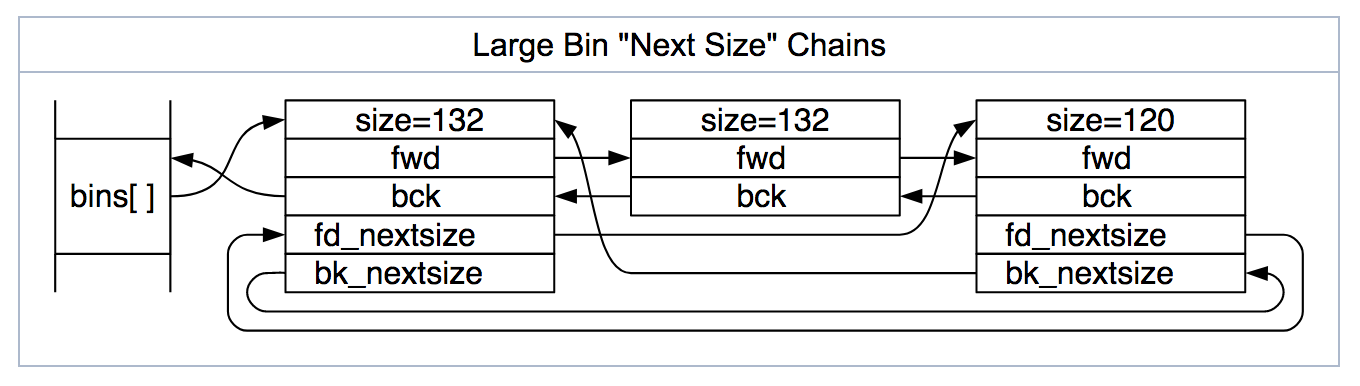 Large Bin "Next Size" Chains
bins[ ]
size=132
fwd
bck
fd_nextsize
bk_nextsize
size=132
fwd
bck
size=120
fwd
bck
fd_nextsize
bk_nextsize